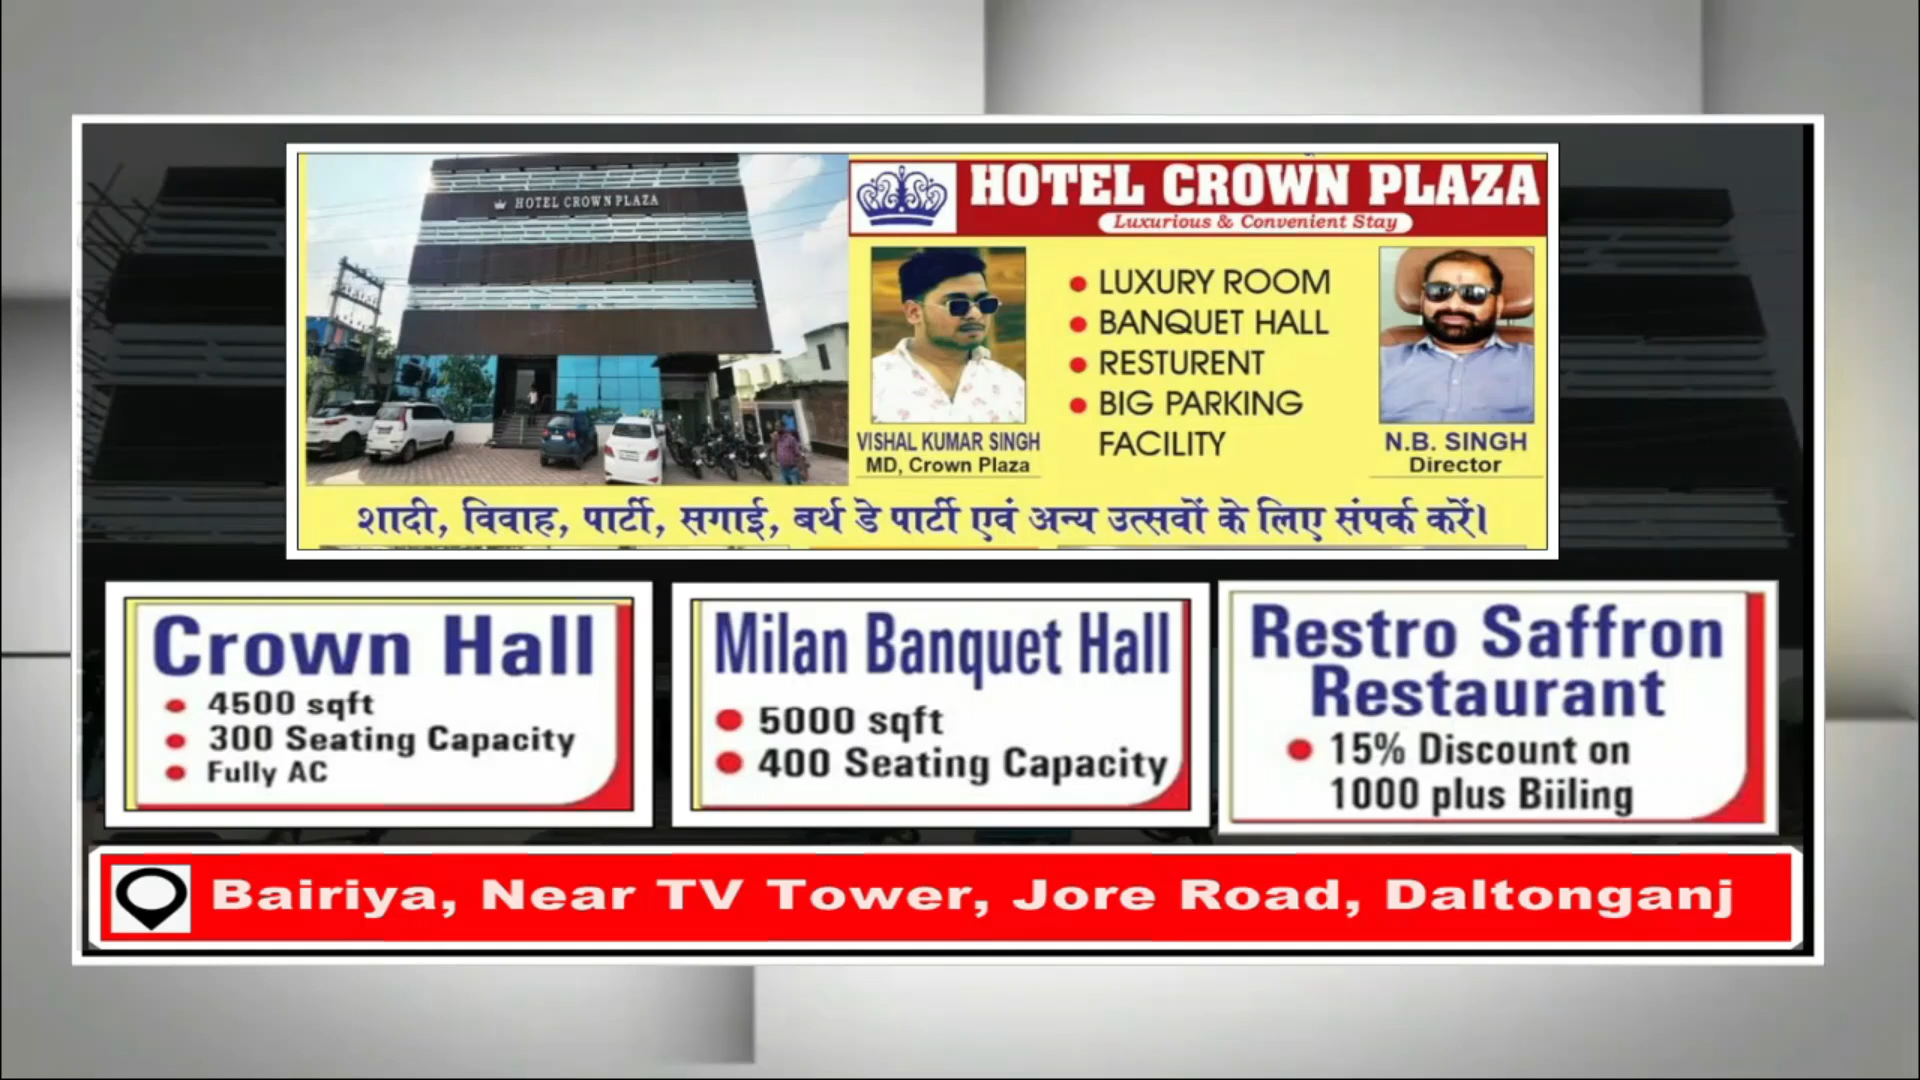 HOTEL CROWN PLAZA
HOTEL CROWN PLAZA
Luxurious & Convenient Stay
LUXURY ROOM
BANQUET HALL
RESTURENT
BIG PARKING
FACILITY
VISHAL KUMAR SINGH
MD, Crown Plaza
N.B. SINGH
Director
शादी, विवाह, पार्टी, सगाई, बर्थ डे पार्टी एवं अन्य उत्सवों के लिए संपर्क करें।
Crown Hall
4500 sqft
300 Seating Capacity
Fully AC
Milan Banquet Hall
5000 sqft
400 Seating Capacity
Restro Saffron
Restaurant
15% Discount on
1000 plus Biiling
Bairiya, Near TV Tower, Jore Road, Daltonganj